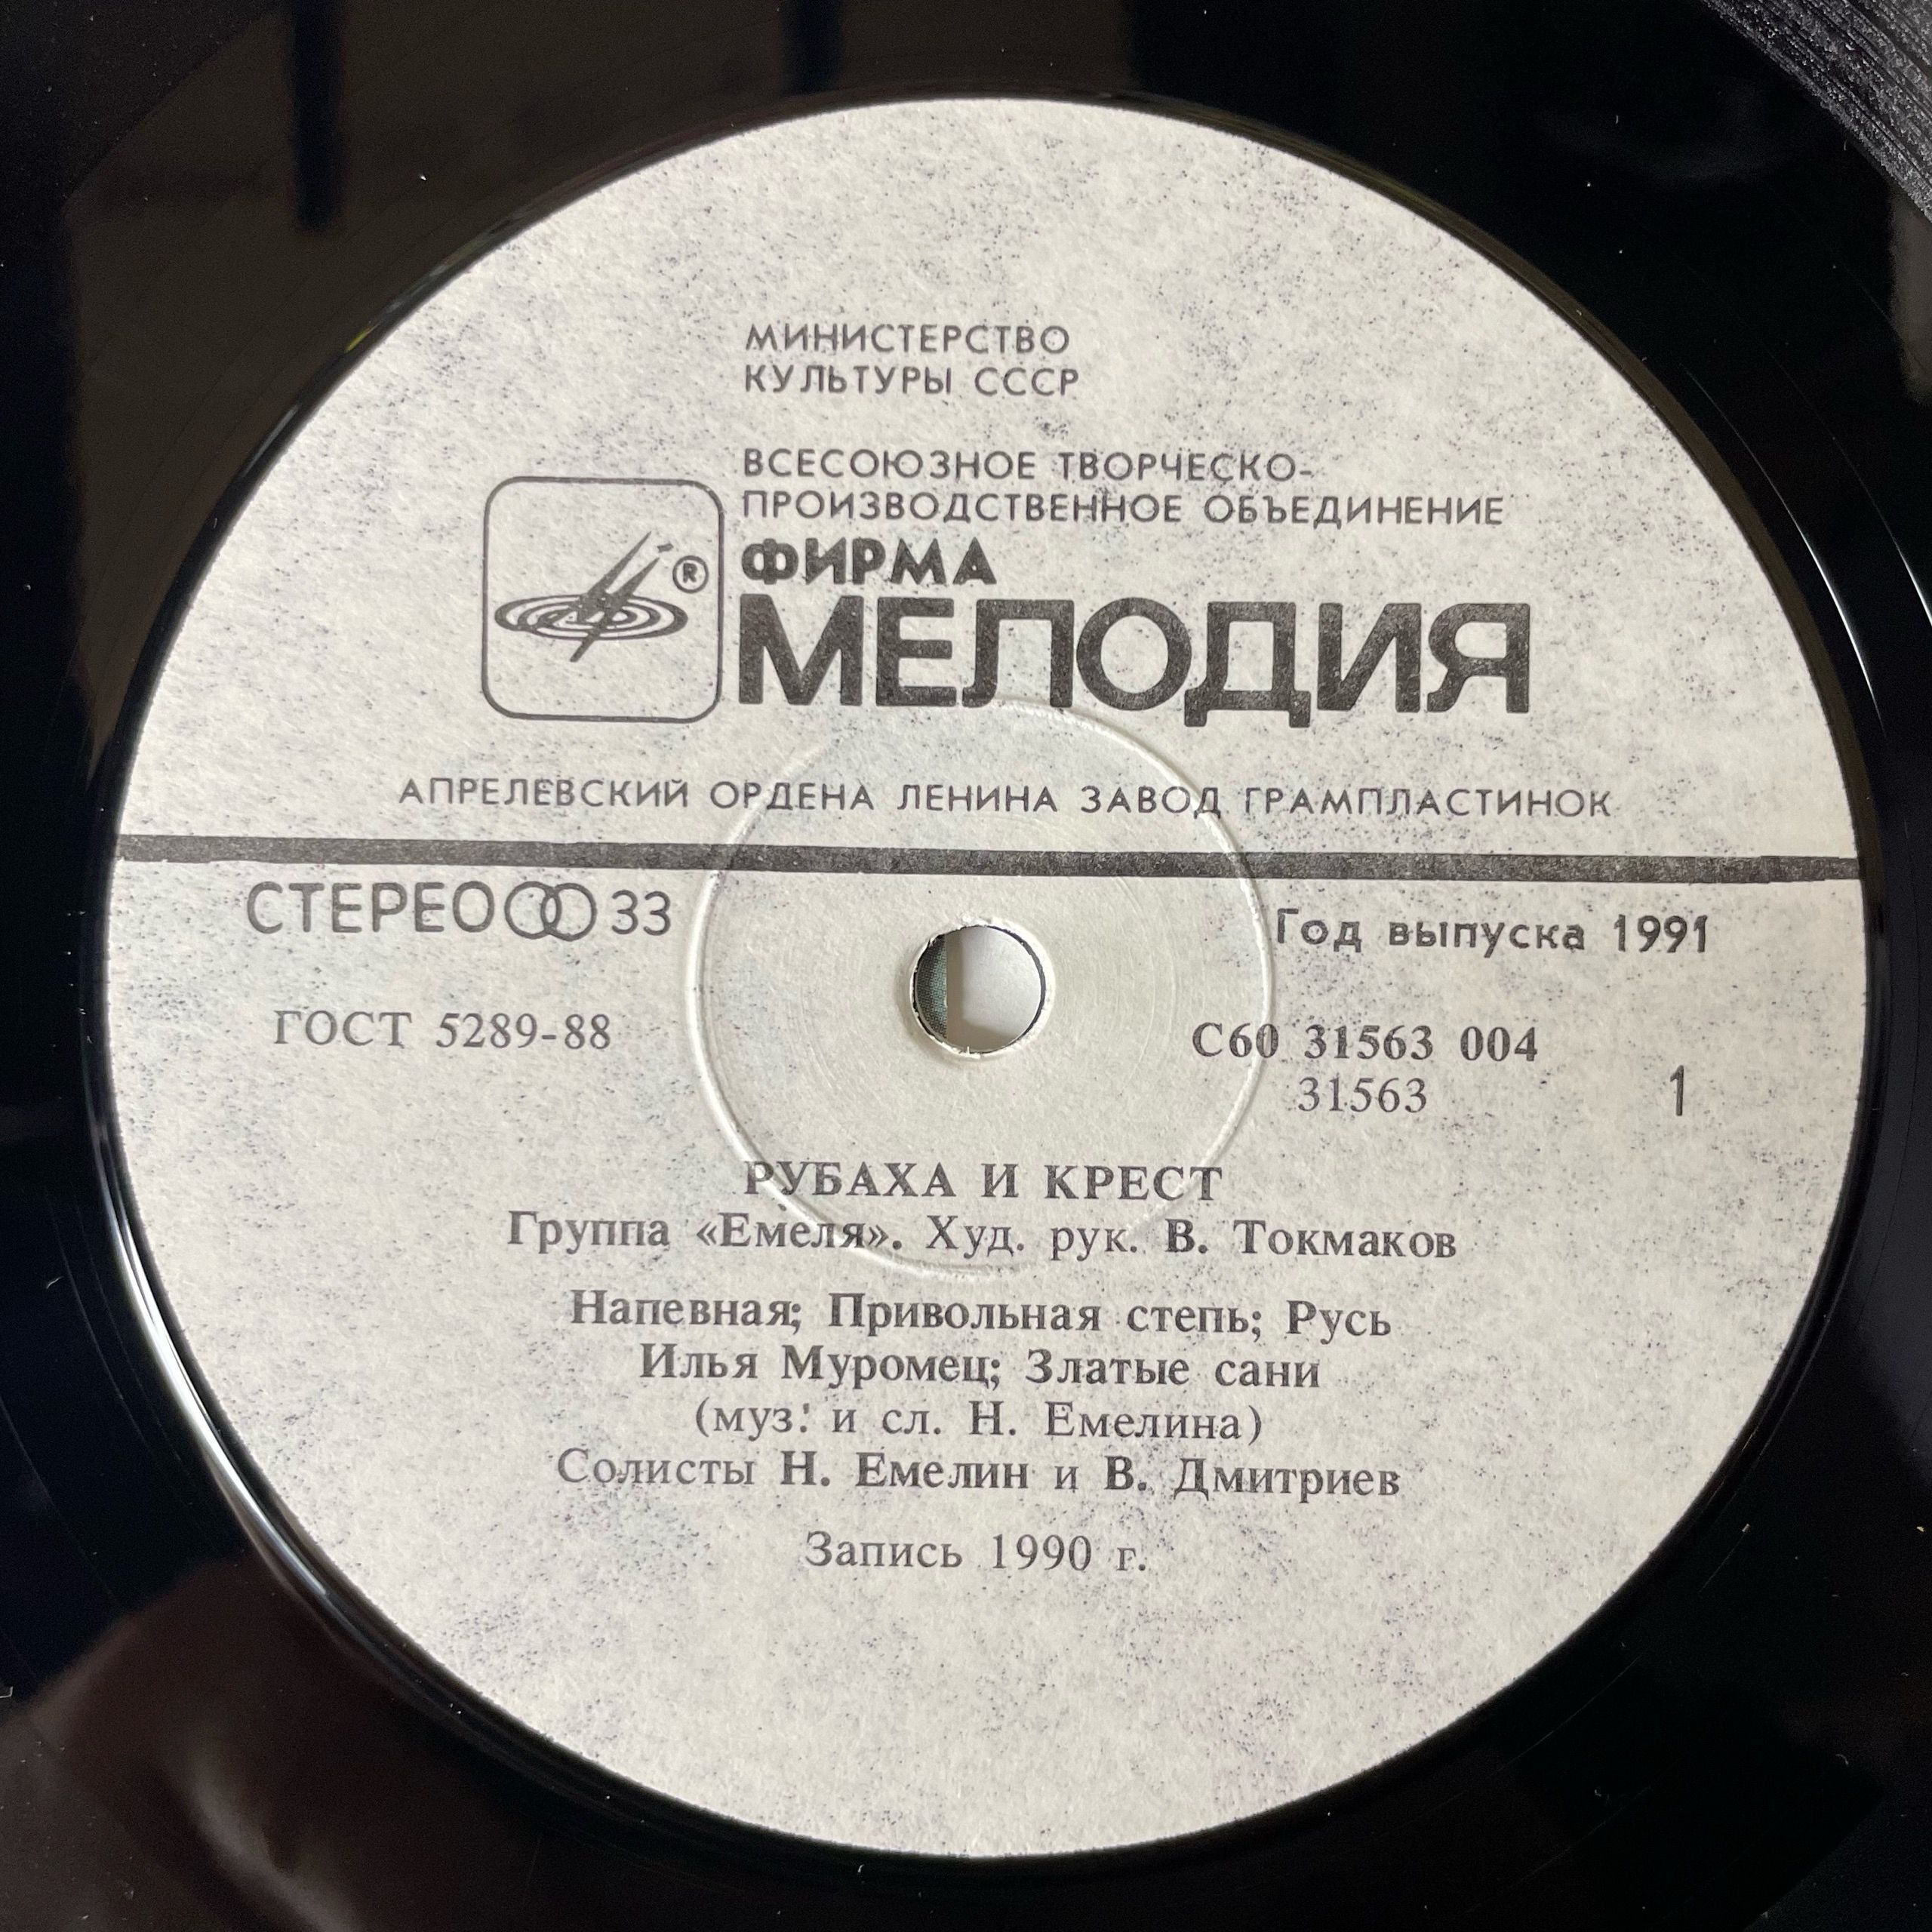 МИНИСТЕРСТВО
КУЛЬТУРЫ СССР
ВСЕСОЮЗНОЕ ТВОРЧЕСКО-
ПРОИЗВОДСТВЕННОЕ ОБЪЕДИНЕНИЕ
ФИРМА
®
МЕЛОДИЯ
АПРЕЛЕВСКИЙ ОРДЕНА ЛЕНИНА ЗАВОД ГРАМПЛАСТИНОК
СТЕРЕО 33
Год выпуска 1991
ГОСТ 5289-88
С60 31563 004
31563
1
РУБАХА И КРЕСТ
Группа «Емеля». Худ. рук. В. Токмаков
Напевная; Привольная степь; Русь
Илья Муромец; Златые сани
(муз. и сл. Н. Емелина)
Солисты Н. Емелин и В. Дмитриев
Запись 1990 г.